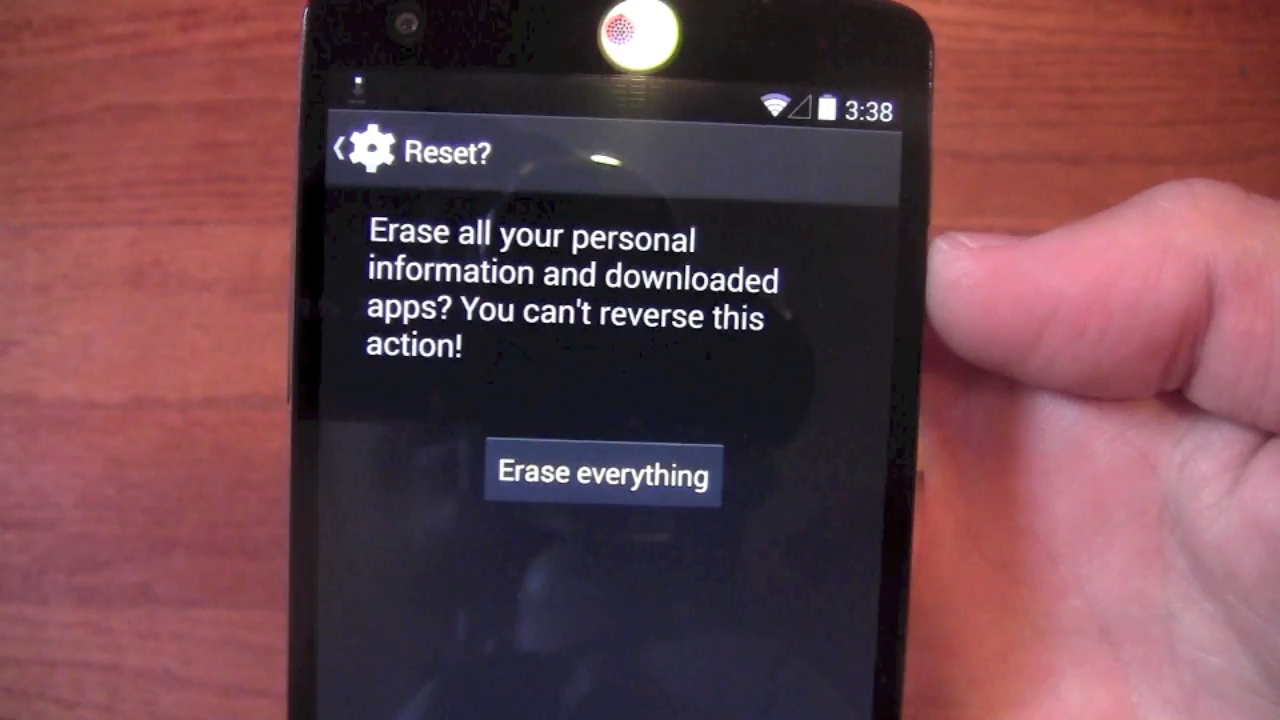 3:38
Reset?
Erase all your personal
information and downloaded
apps? You can't reverse this
action!
Erase everything